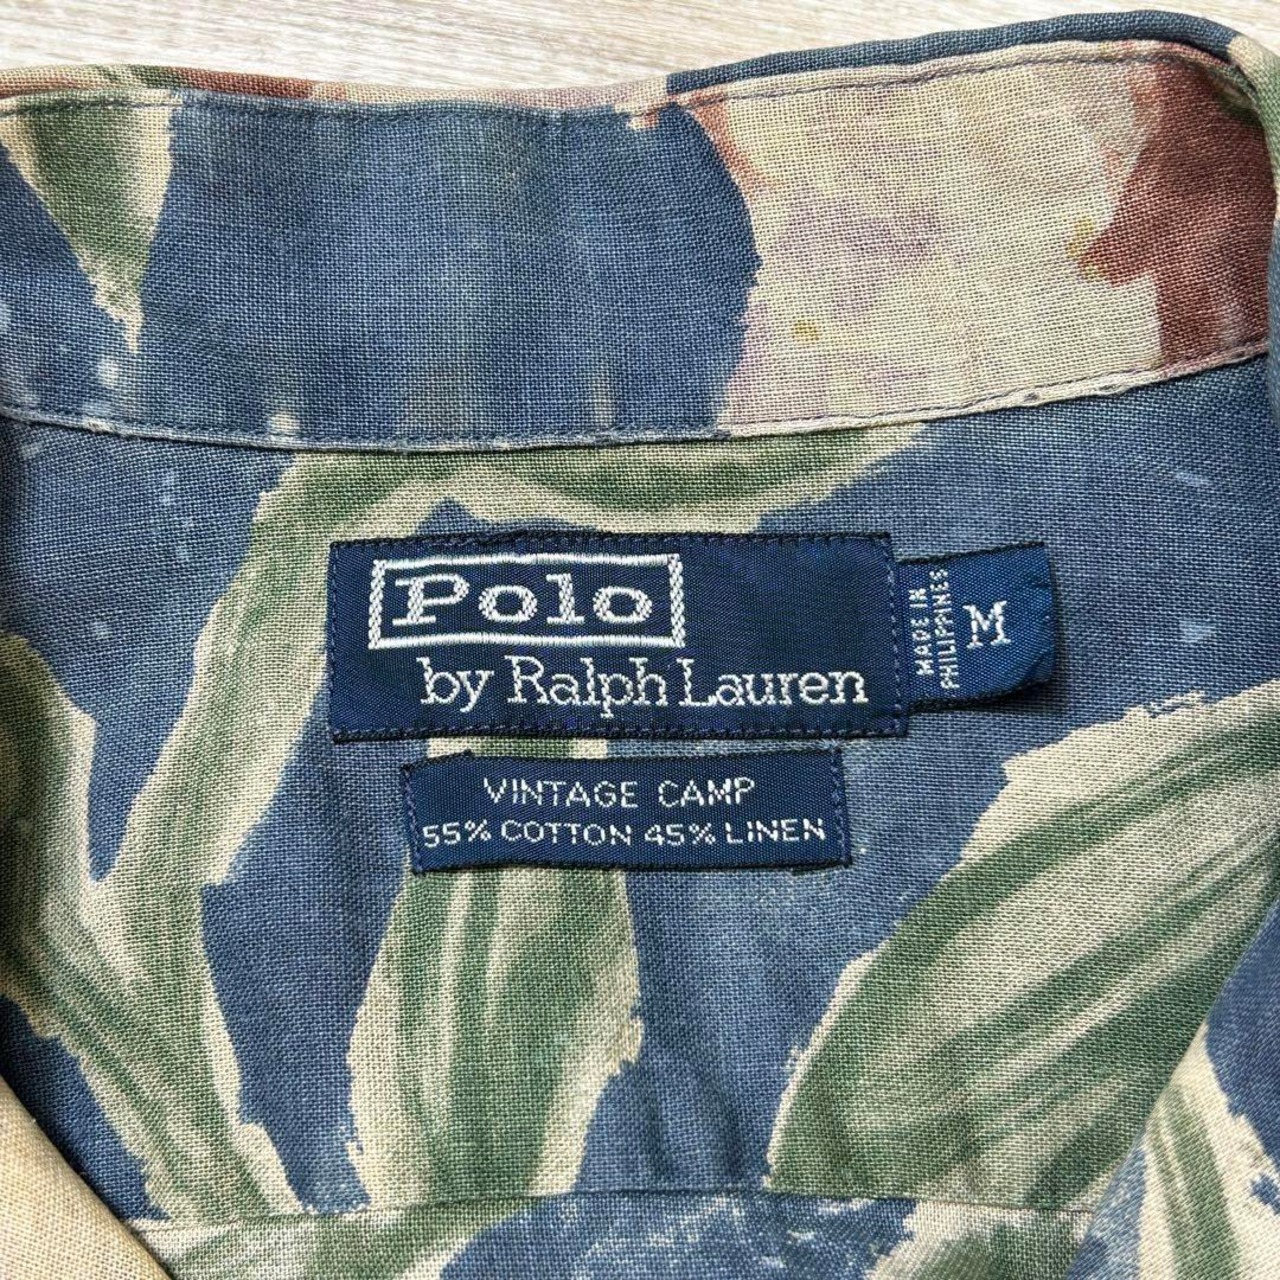 Polo
by Ralph Lauren
MADE IN
PHILIPPINES
M
VINTAGE CAMP
55% COTTON 45% LINEN